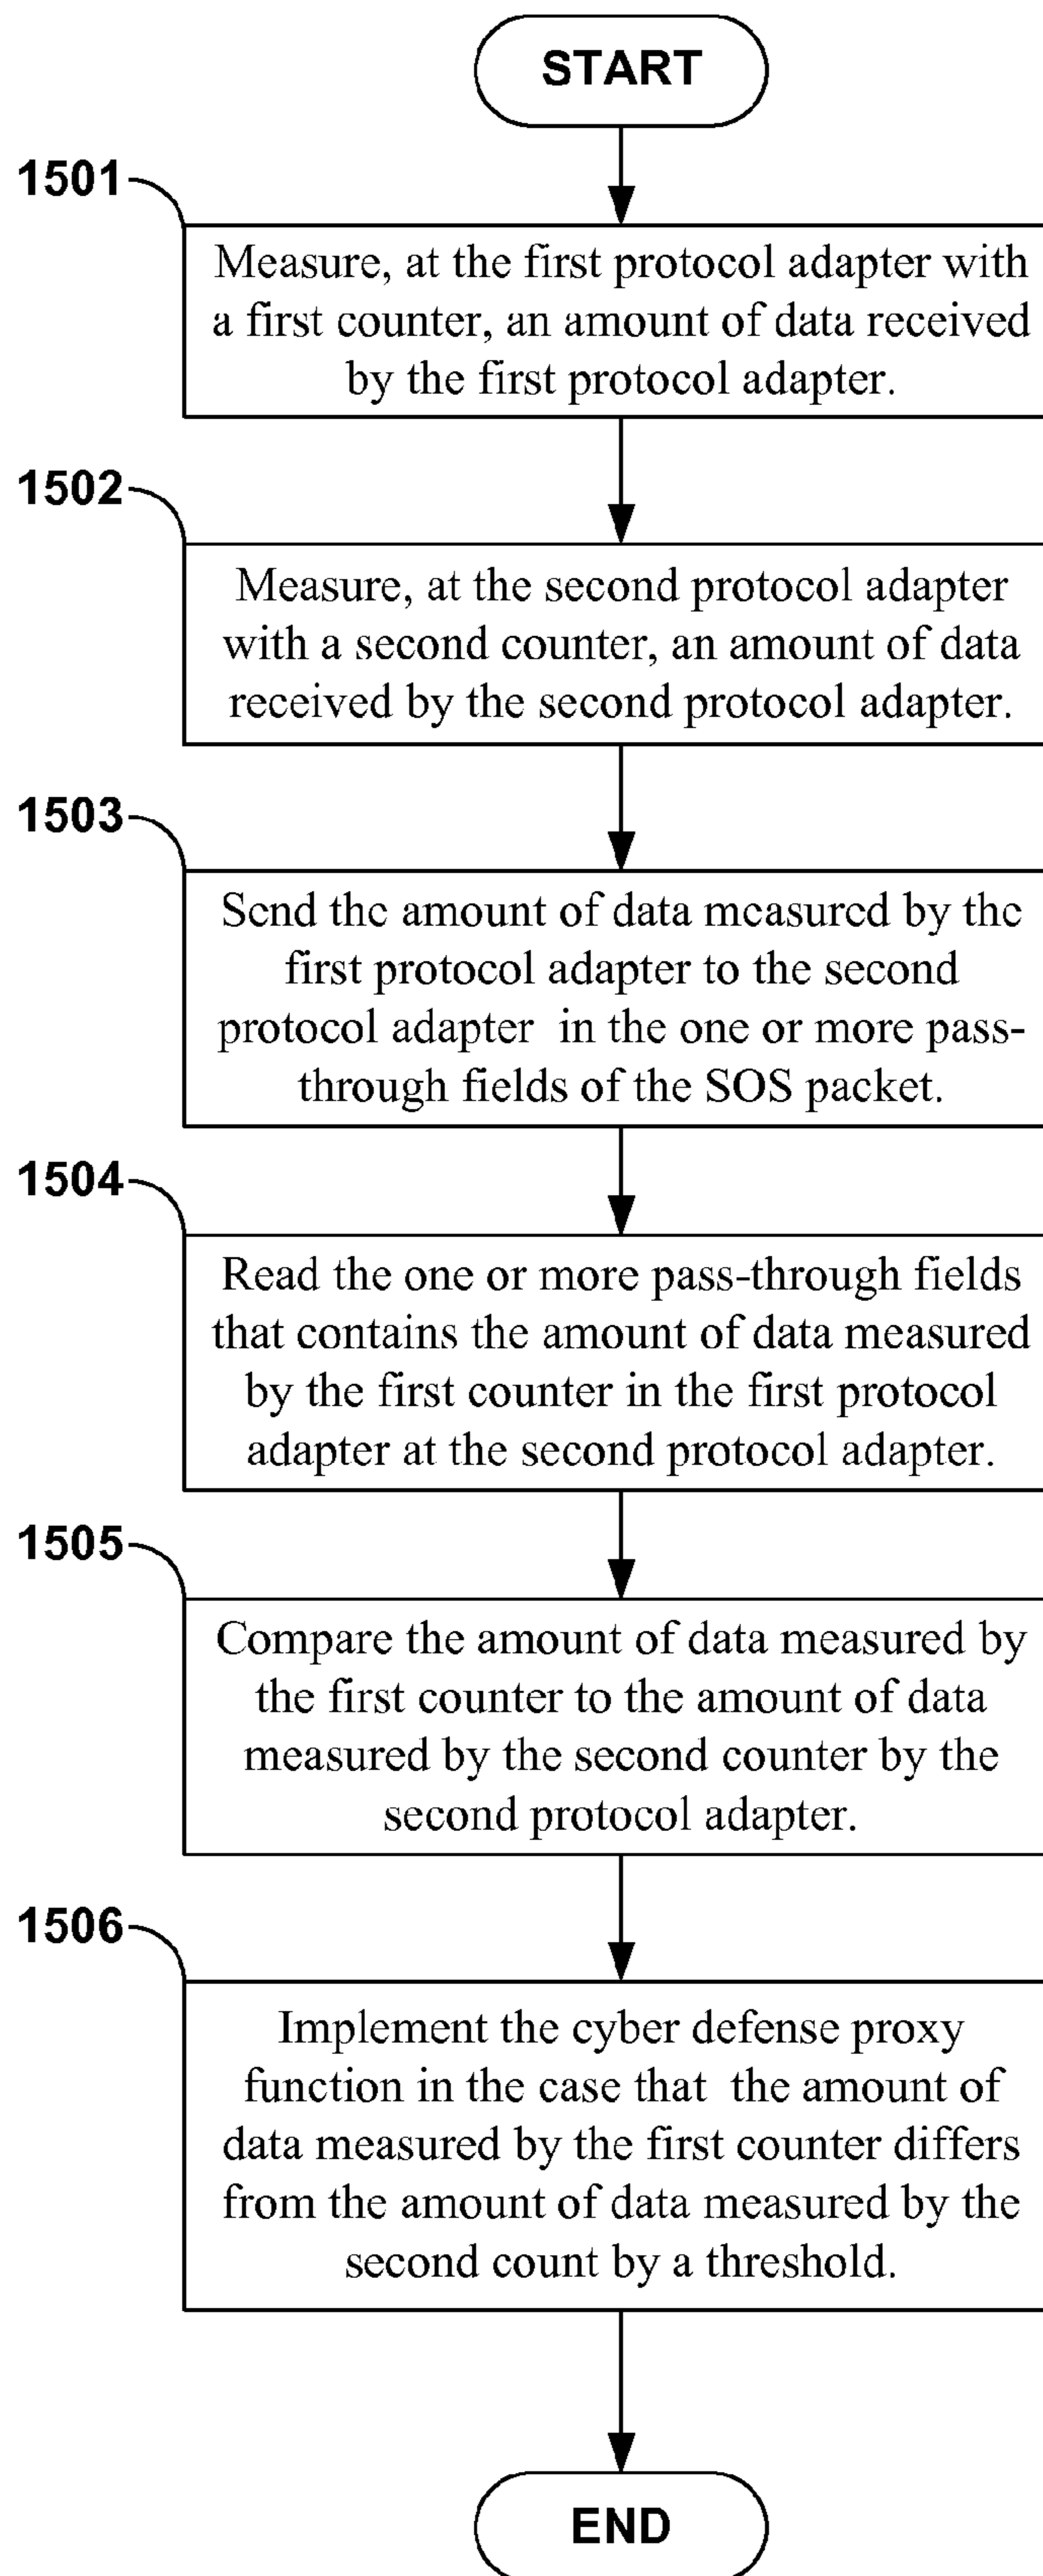 START
1501
Measure, at the first protocol adapter with
a first counter, an amount of data received
by the first protocol adapter.
1502
Measure, at the second protocol adapter
with a second counter, an amount of data
received by the second protocol adapter.
1503
Send the amount of data measured by the
first protocol adapter to the second
protocol adapter in the one or more pass-
through fields of the SOS packet.
1504
Read the one or more pass-through fields
that contains the amount of data measured
by the first counter in the first protocol
adapter at the second protocol adapter.
1505
Compare the amount of data measured by
the first counter to the amount of data
measured by the second counter by the
second protocol adapter.
1506
Implement the cyber defense proxy
function in the case that the amount of
data measured by the first counter differs
from the amount of data measured by the
second count by a threshold.
END